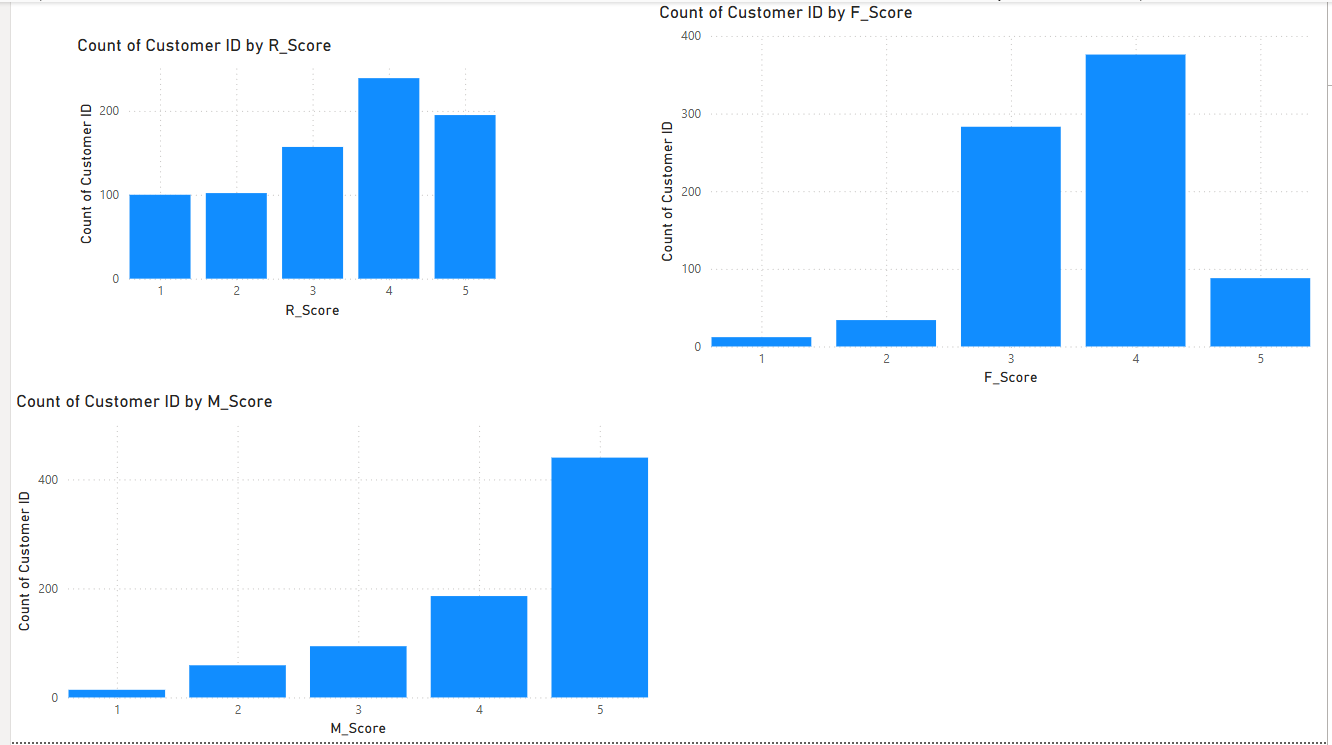 Count of Customer ID by R_Score
Count of Customer ID
200
100
0
1 2 3 4 5
R_Score
Count of Customer ID by F_Score
Count of Customer ID
400
300
200
100
0
1 2 3 4 5
F_Score
Count of Customer ID by M_Score
Count of Customer ID
400
200
0
1 2 3 4 5
M_Score